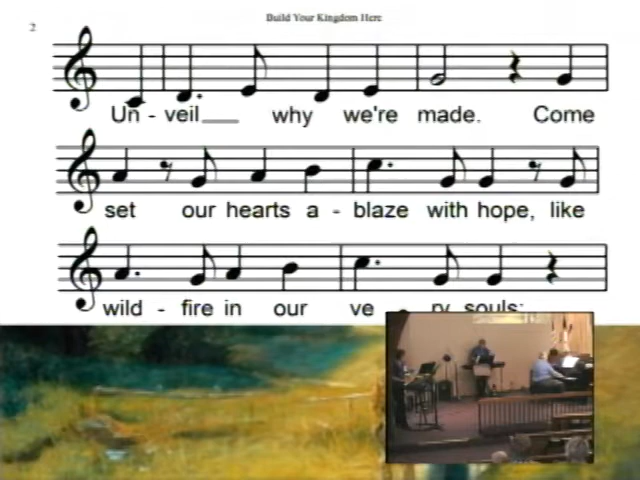 Build Your Kingdom Here
2
Un - veil___ why we're made. Come
set our hearts a - blaze with hope, like
wild - fire in our ve - ry souls;